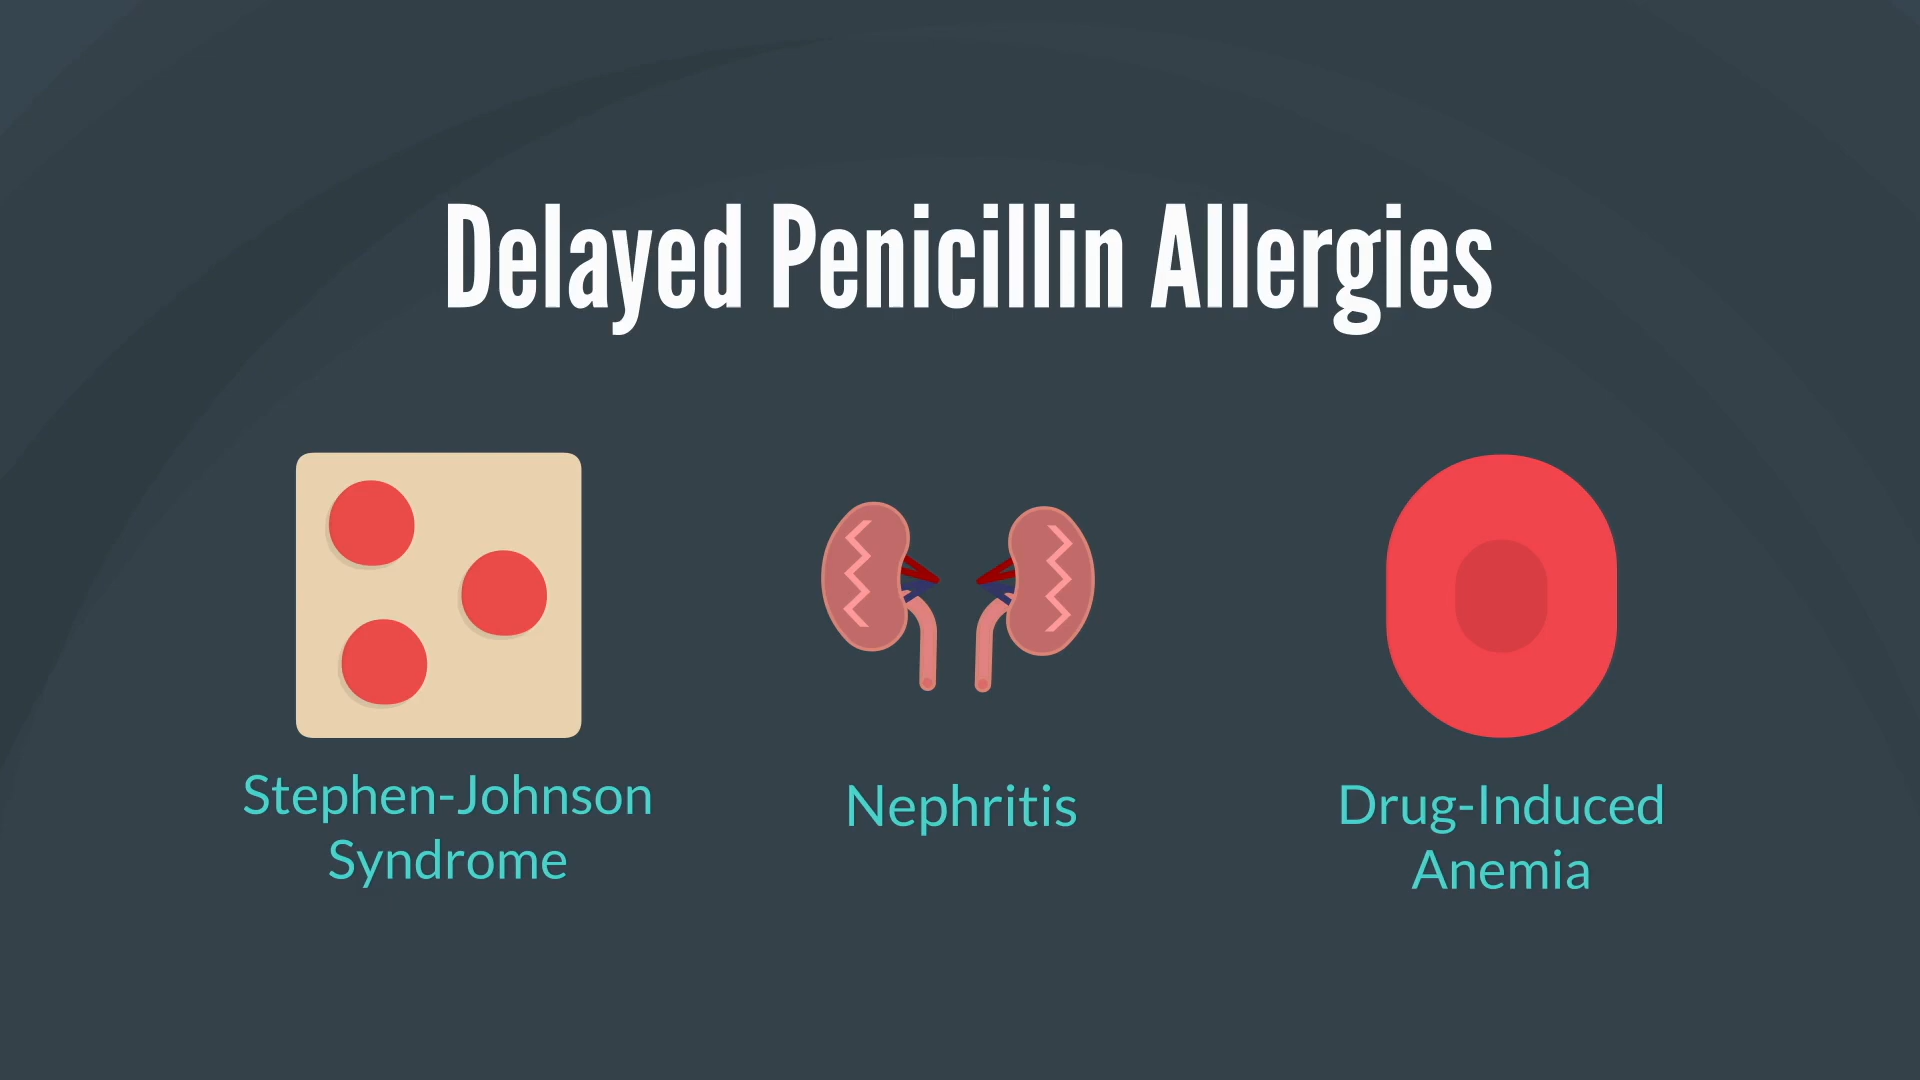 Delayed Penicillin Allergies
Stephen-Johnson
Syndrome
Nephritis
Drug-Induced
Anemia